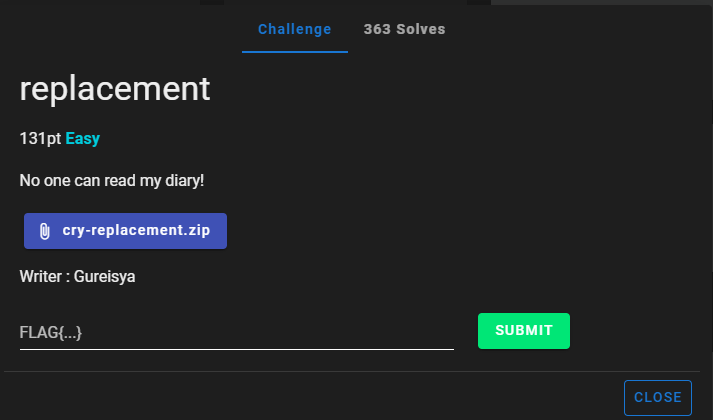 Challenge 363 Solves
replacement
131pt Easy
No one can read my diary!
cry-replacement.zip
Writer : Gureisya
FLAG{...} SUBMIT
CLOSE